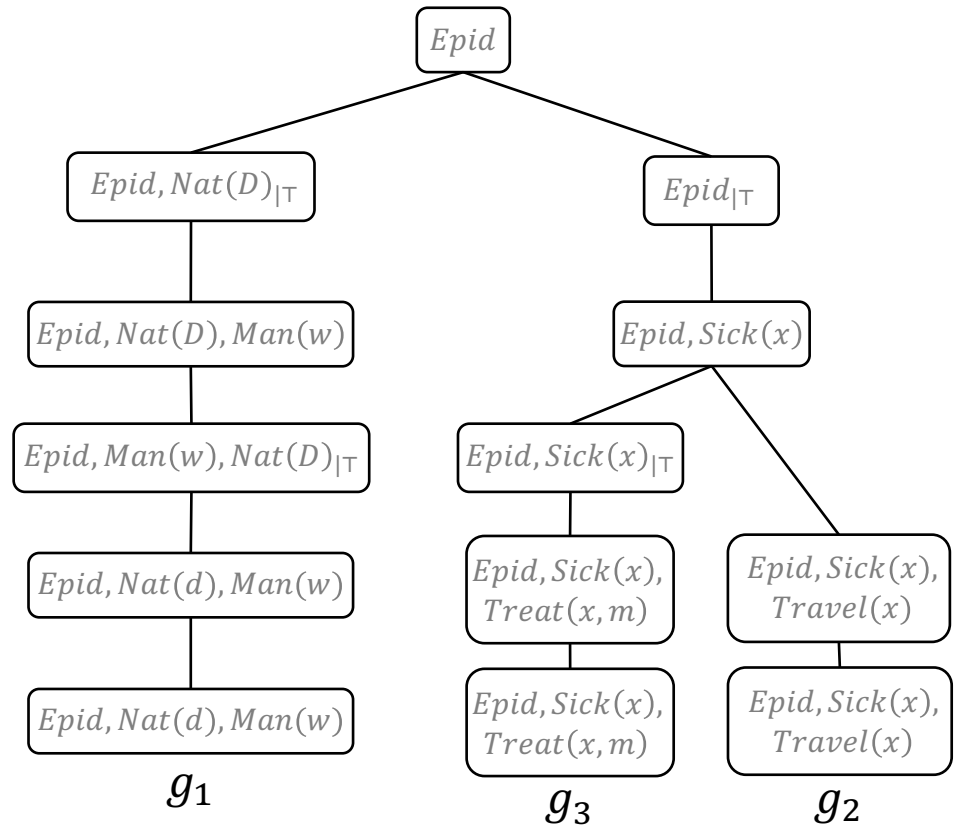 Epid
Epid, Nat(D)|⊤
Epid|⊤
Epid, Nat(D), Man(w)
Epid, Sick(x)
Epid, Man(w), Nat(D)|⊤
Epid, Sick(x)|⊤
Epid, Nat(d), Man(w)
Epid, Sick(x),
Treat(x, m)
Epid, Sick(x),
Travel(x)
Epid, Nat(d), Man(w)
Epid, Sick(x),
Treat(x, m)
Epid, Sick(x),
Travel(x)
g1
g3
g2